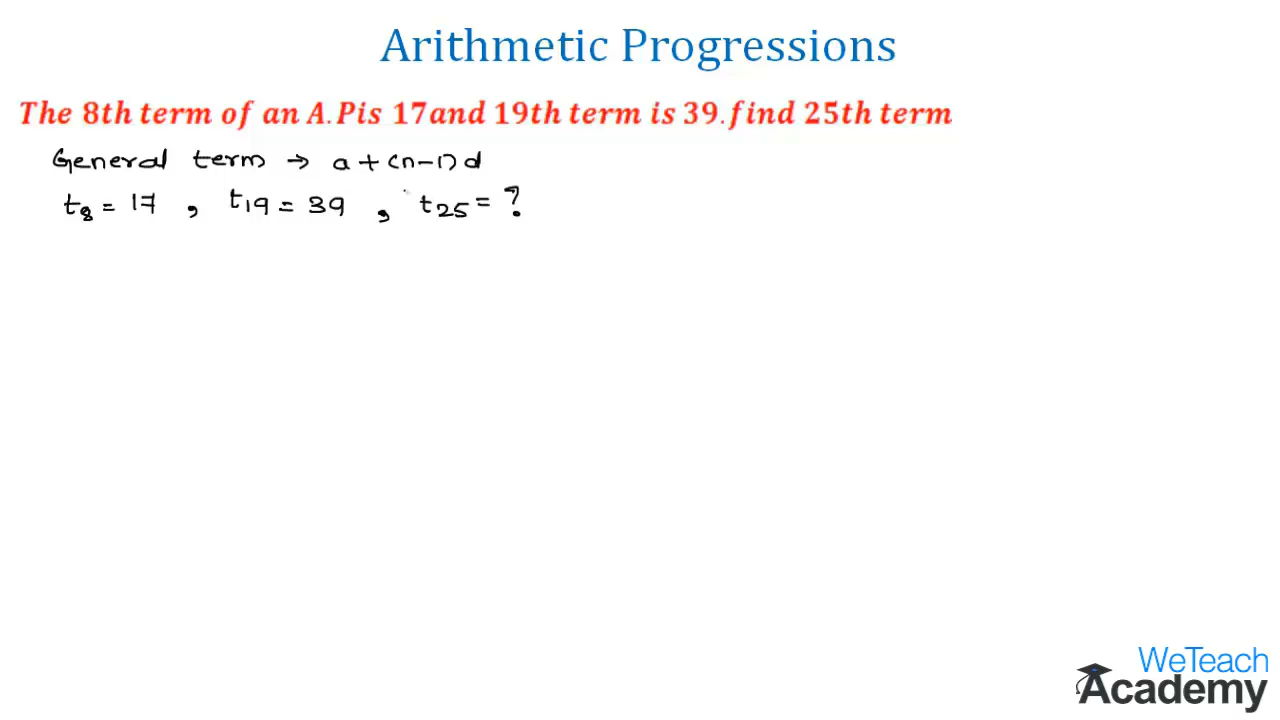 Arithmetic Progressions
The 8th term of an A.Pis 17and 19th term is 39.find 25th term
General term → a + (n-1) d
t8 = 17 , t19 = 39 , t25 = ?
WeTeach
Academy